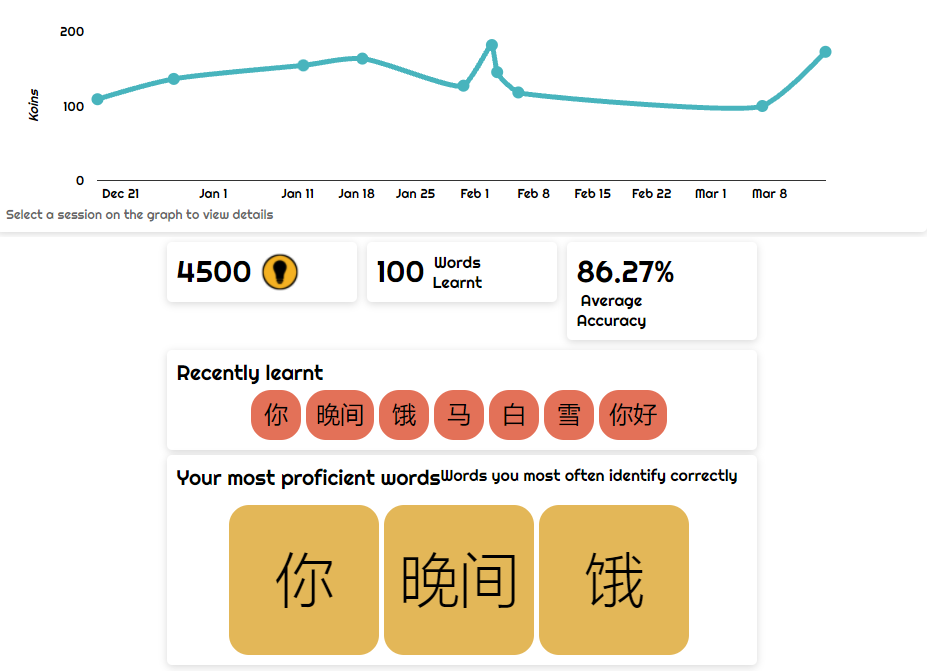 200
Koins
100
0
Dec 21 Jan 1 Jan 11 Jan 18 Jan 25 Feb 1 Feb 8 Feb 15 Feb 22 Mar 1 Mar 8
Select a session on the graph to view details
4500
100 Words
Learnt
86.27%
Average
Accuracy
Recently learnt
你 晚间 饿 马 白 雪 你好
Your most proficient words Words you most often identify correctly
你 晚间 饿